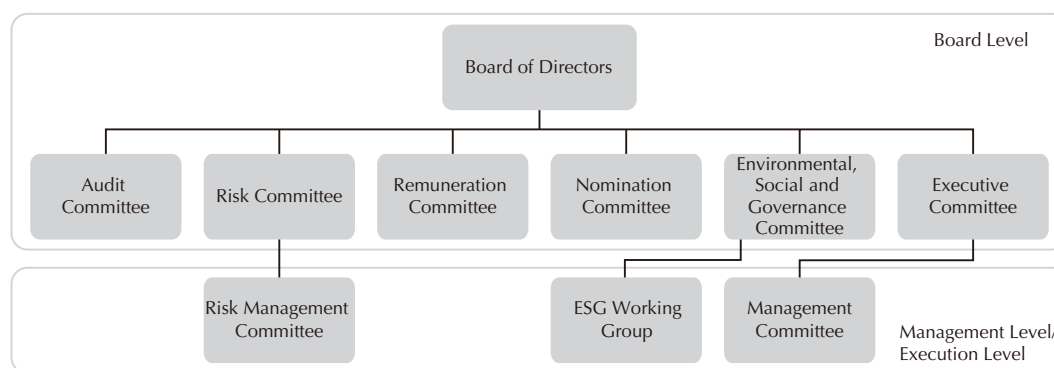 Board Level
Board of Directors
Audit
Committee
Risk Committee
Remuneration
Committee
Nomination
Committee
Environmental,
Social and
Governance
Committee
Executive
Committee
Risk Management
Committee
ESG Working
Group
Management
Committee
Management Level/
Execution Level